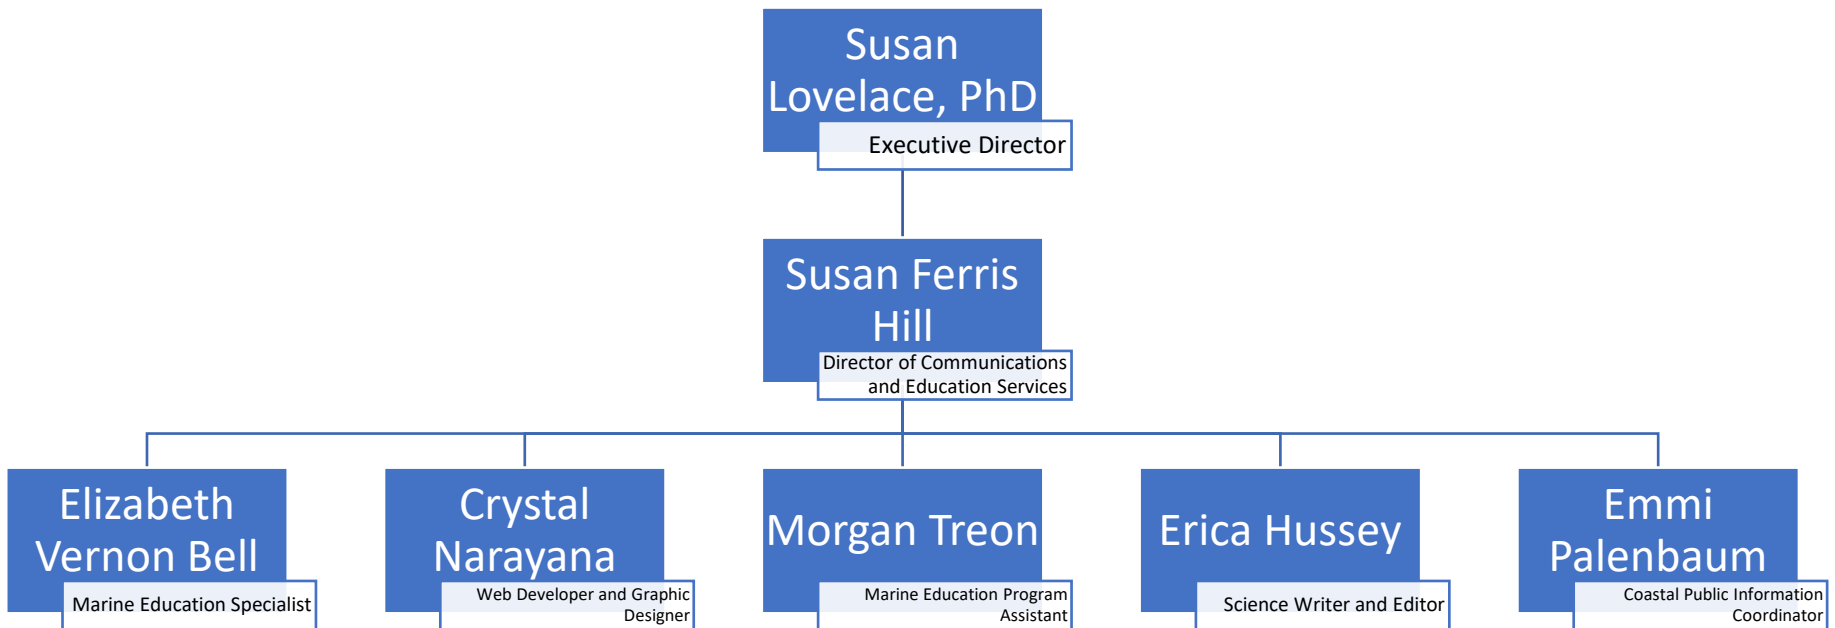 Susan
Lovelace, PhD
Executive Director
Susan Ferris
Hill
Director of Communications
and Education Services
Elizabeth
Vernon Bell
Marine Education Specialist
Crystal
Narayana
Web Developer and Graphic
Designer
Morgan Treon
Marine Education Program
Assistant
Erica Hussey
Science Writer and Editor
Emmi
Palenbaum
Coastal Public Information
Coordinator